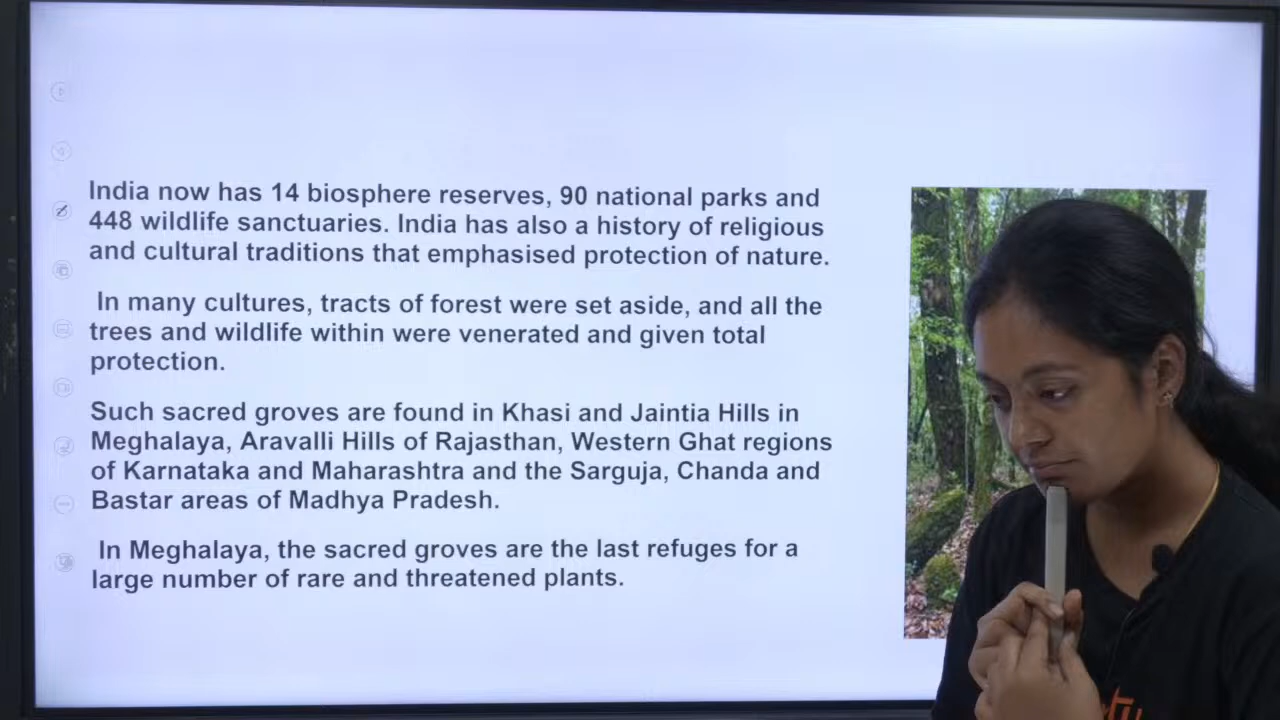 India now has 14 biosphere reserves, 90 national parks and
448 wildlife sanctuaries. India has also a history of religious
and cultural traditions that emphasised protection of nature.
In many cultures, tracts of forest were set aside, and all the
trees and wildlife within were venerated and given total
protection.
Such sacred groves are found in Khasi and Jaintia Hills in
Meghalaya, Aravalli Hills of Rajasthan, Western Ghat regions
of Karnataka and Maharashtra and the Sarguja, Chanda and
Bastar areas of Madhya Pradesh.
In Meghalaya, the sacred groves are the last refuges for a
large number of rare and threatened plants.